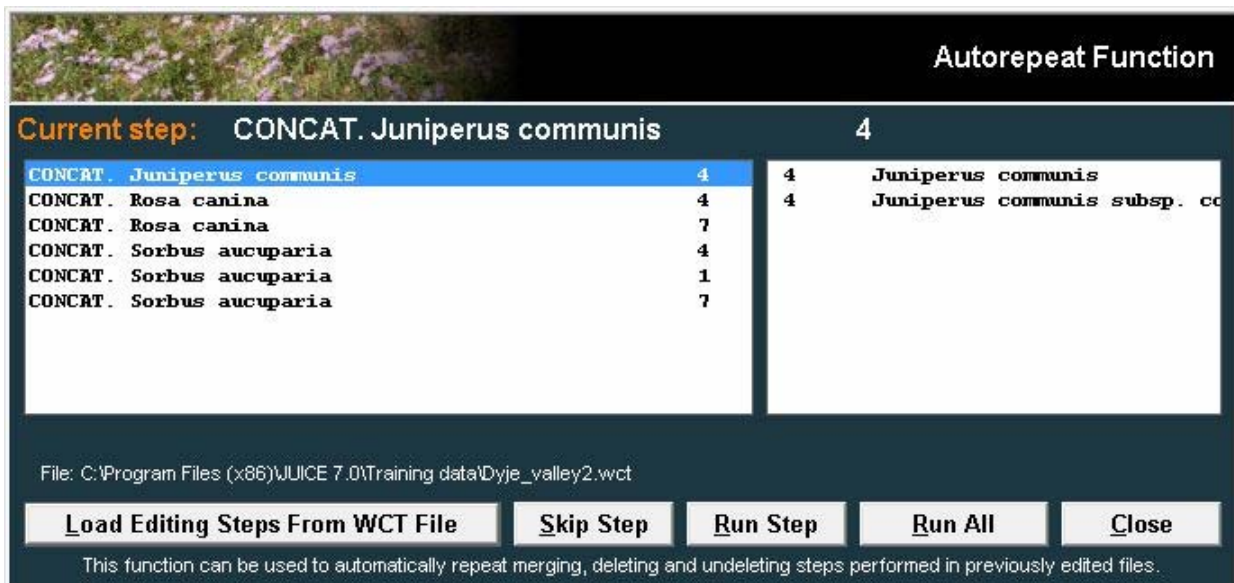 Autorepeat Function
Current step: CONCAT. Juniperus communis 4
CONCAT. Juniperus communis 4
CONCAT. Rosa canina 4
CONCAT. Rosa canina 7
CONCAT. Sorbus aucuparia 4
CONCAT. Sorbus aucuparia 1
CONCAT. Sorbus aucuparia 7
4 Juniperus communis
4 Juniperus communis subsp. co
File: C:\Program Files (x86)\JUICE 7.0\Training data\Dyje_valley2.wct
Load Editing Steps From WCT File Skip Step Run Step Run All Close
This function can be used to automatically repeat merging, deleting and undeleting steps performed in previously edited files.